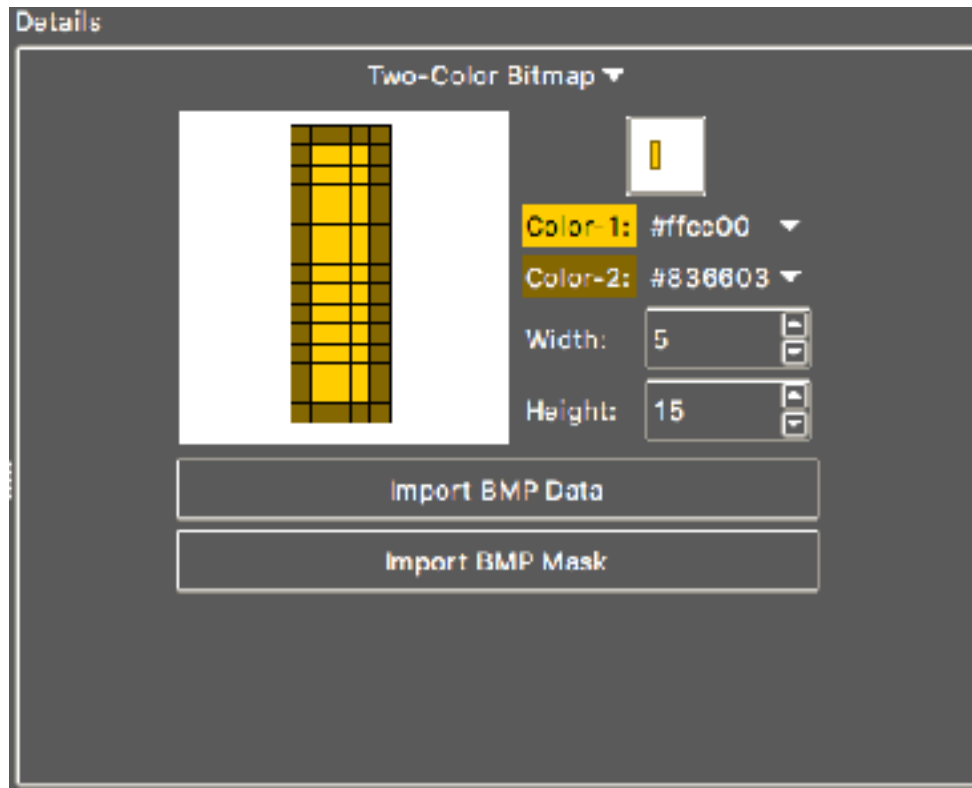 Details
Two-Color Bitmap
Color-1: #ffcc00
Color-2: #836603
Width: 5
Height: 15
Import BMP Data
Import BMP Mask